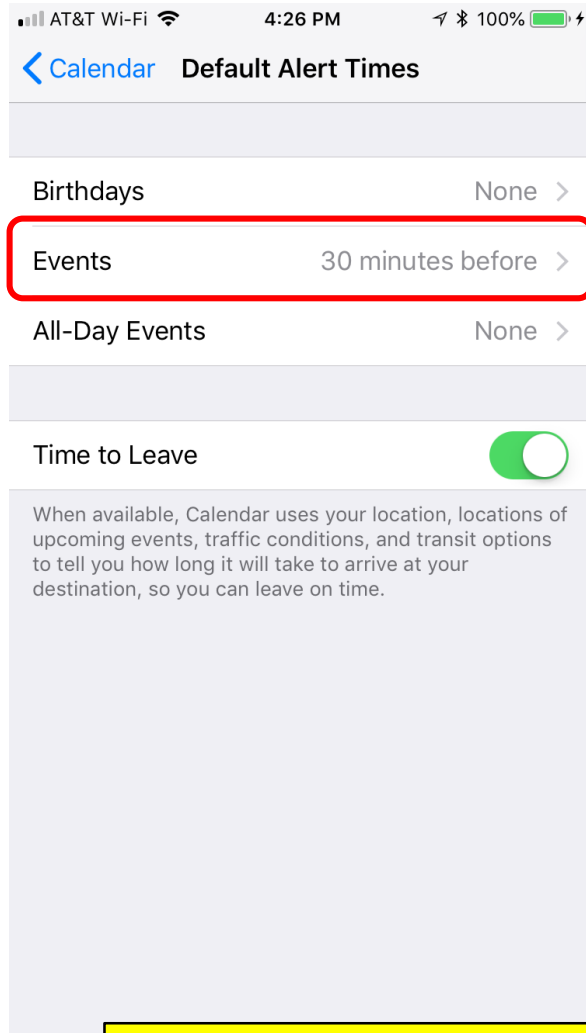 AT&T Wi-Fi 4:26 PM 100%
Calendar Default Alert Times
Birthdays None
Events 30 minutes before
All-Day Events None
Time to Leave
When available, Calendar uses your location, locations of
upcoming events, traffic conditions, and transit options
to tell you how long it will take to arrive at your
destination, so you can leave on time.